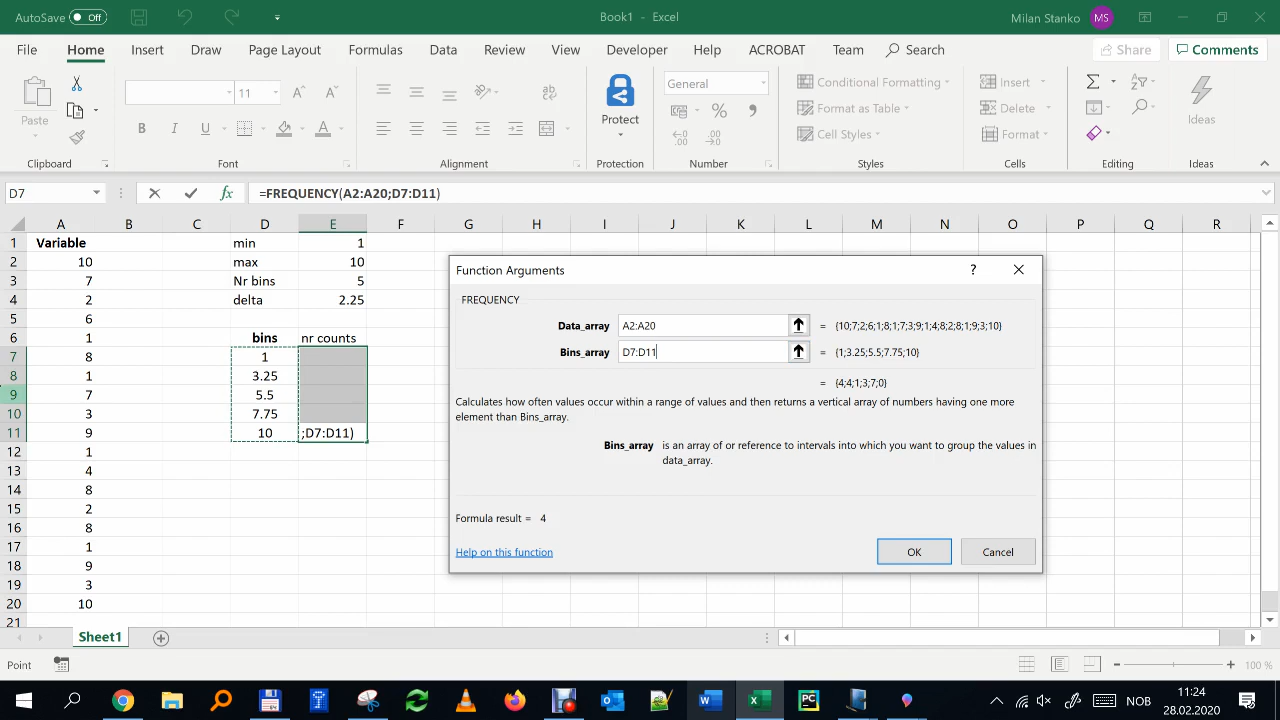 AutoSave Off Book1 - Excel Milan Stanko MS
File Home Insert Draw Page Layout Formulas Data Review View Developer Help ACROBAT Team Search Share Comments
11 General Conditional Formatting Insert
Paste Protect Format as Table Delete Ideas
B I U A Cell Styles Format
Clipboard Font Alignment Protection Number Styles Cells Editing Ideas
D7 fx =FREQUENCY(A2:A20;D7:D11)
A B C D E F G H I J K L M N O P Q R
1 Variable min 1
2 10 max 10
3 7 Nr bins 5
4 2 delta 2.25
5 6
6 1 bins nr counts
7 8 1
8 1 3.25
9 7 5.5
10 3 7.75
11 9 10 ;D7:D11)
12 1
13 4
14 8
15 2
16 8
17 1
18 9
19 3
20 10
21
Function Arguments ?
FREQUENCY
Data_array A2:A20 = {10;7;2;6;1;8;1;7;3;9;1;4;8;2;8;1;9;3;10}
Bins_array D7:D11 = {1;3.25;5.5;7.75;10}
= {4;4;1;3;7;0}
Calculates how often values occur within a range of values and then returns a vertical array of numbers having one more
element than Bins_array.
Bins_array is an array of or reference to intervals into which you want to group the values in
data_array.
Formula result = 4
Help on this function OK Cancel
Sheet1
Point 100 %
NOB 11:24
28.02.2020